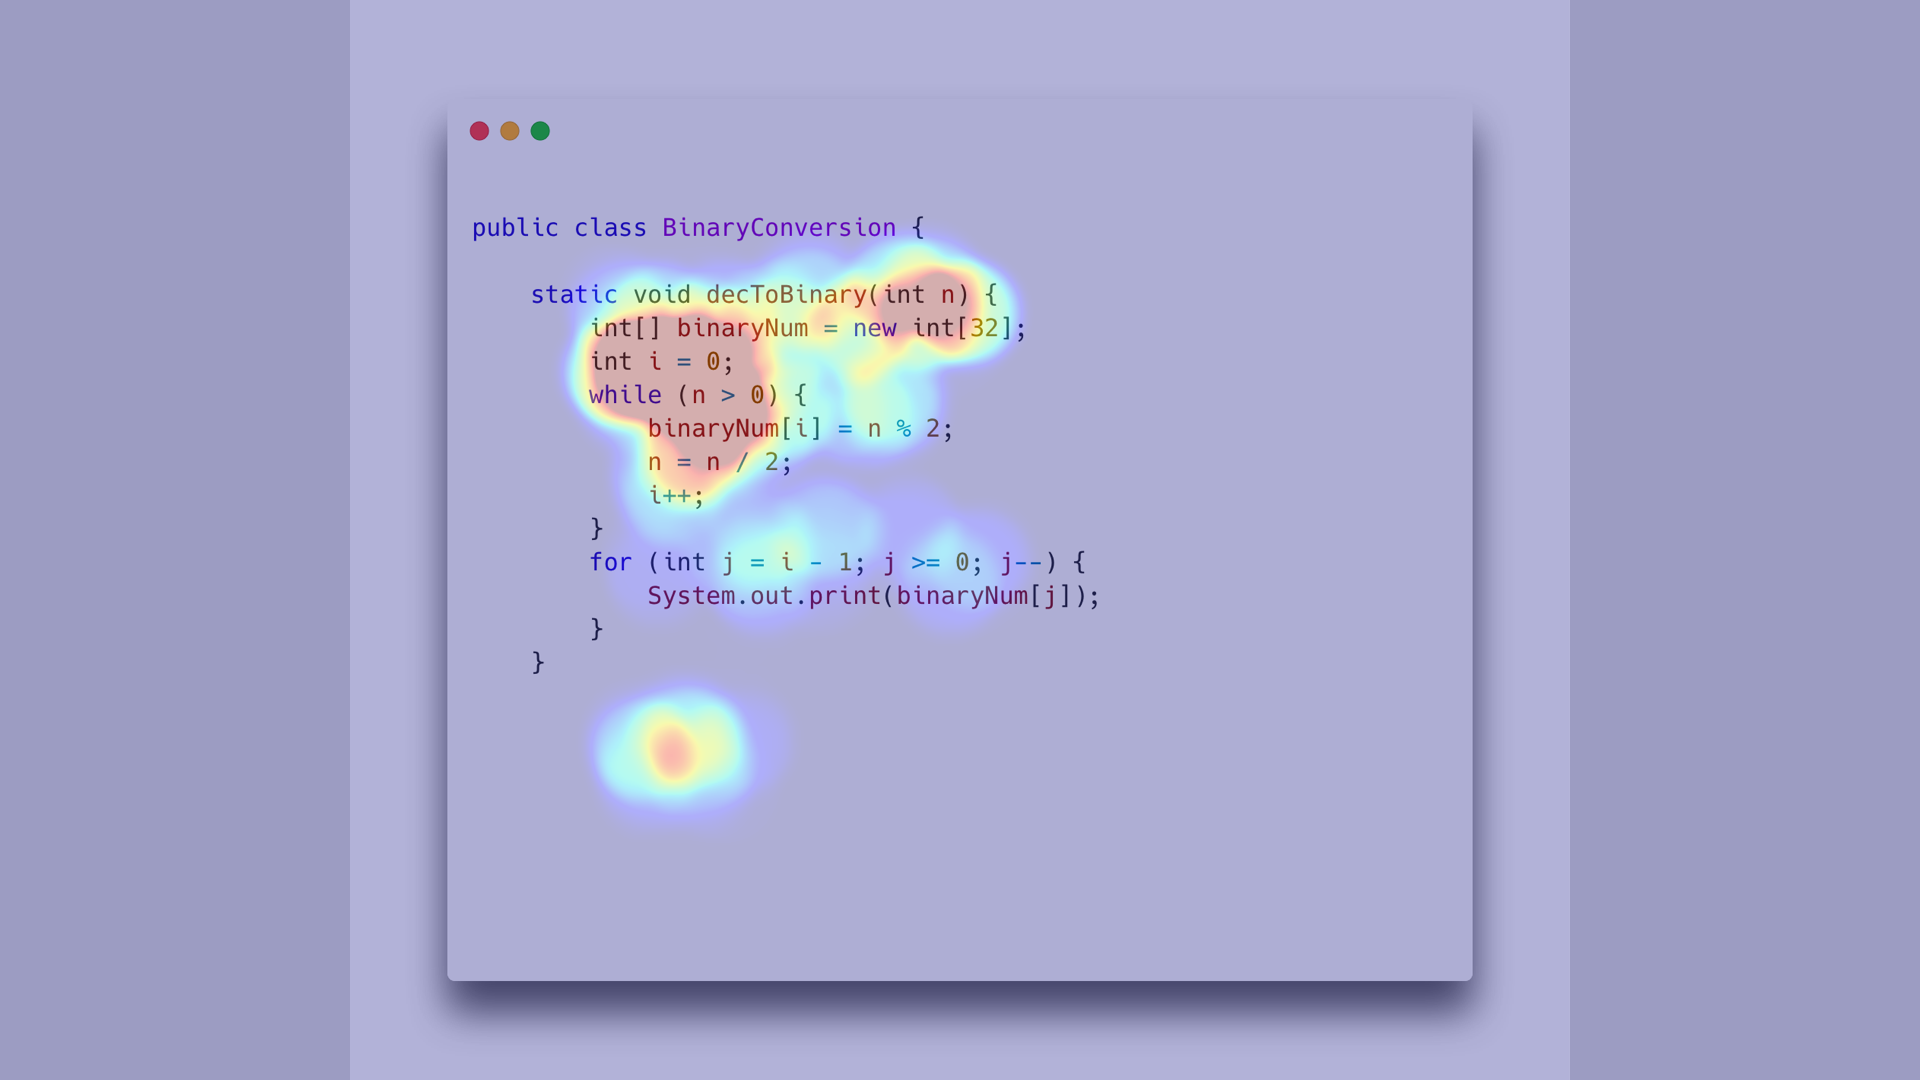 public class BinaryConversion {
static void decToBinary(int n) {
int[] binaryNum = new int[32];
int i = 0;
while (n > 0) {
binaryNum[i] = n % 2;
n = n / 2;
i++;
}
for (int j = i - 1; j >= 0; j--) {
System.out.print(binaryNum[j]);
}
}